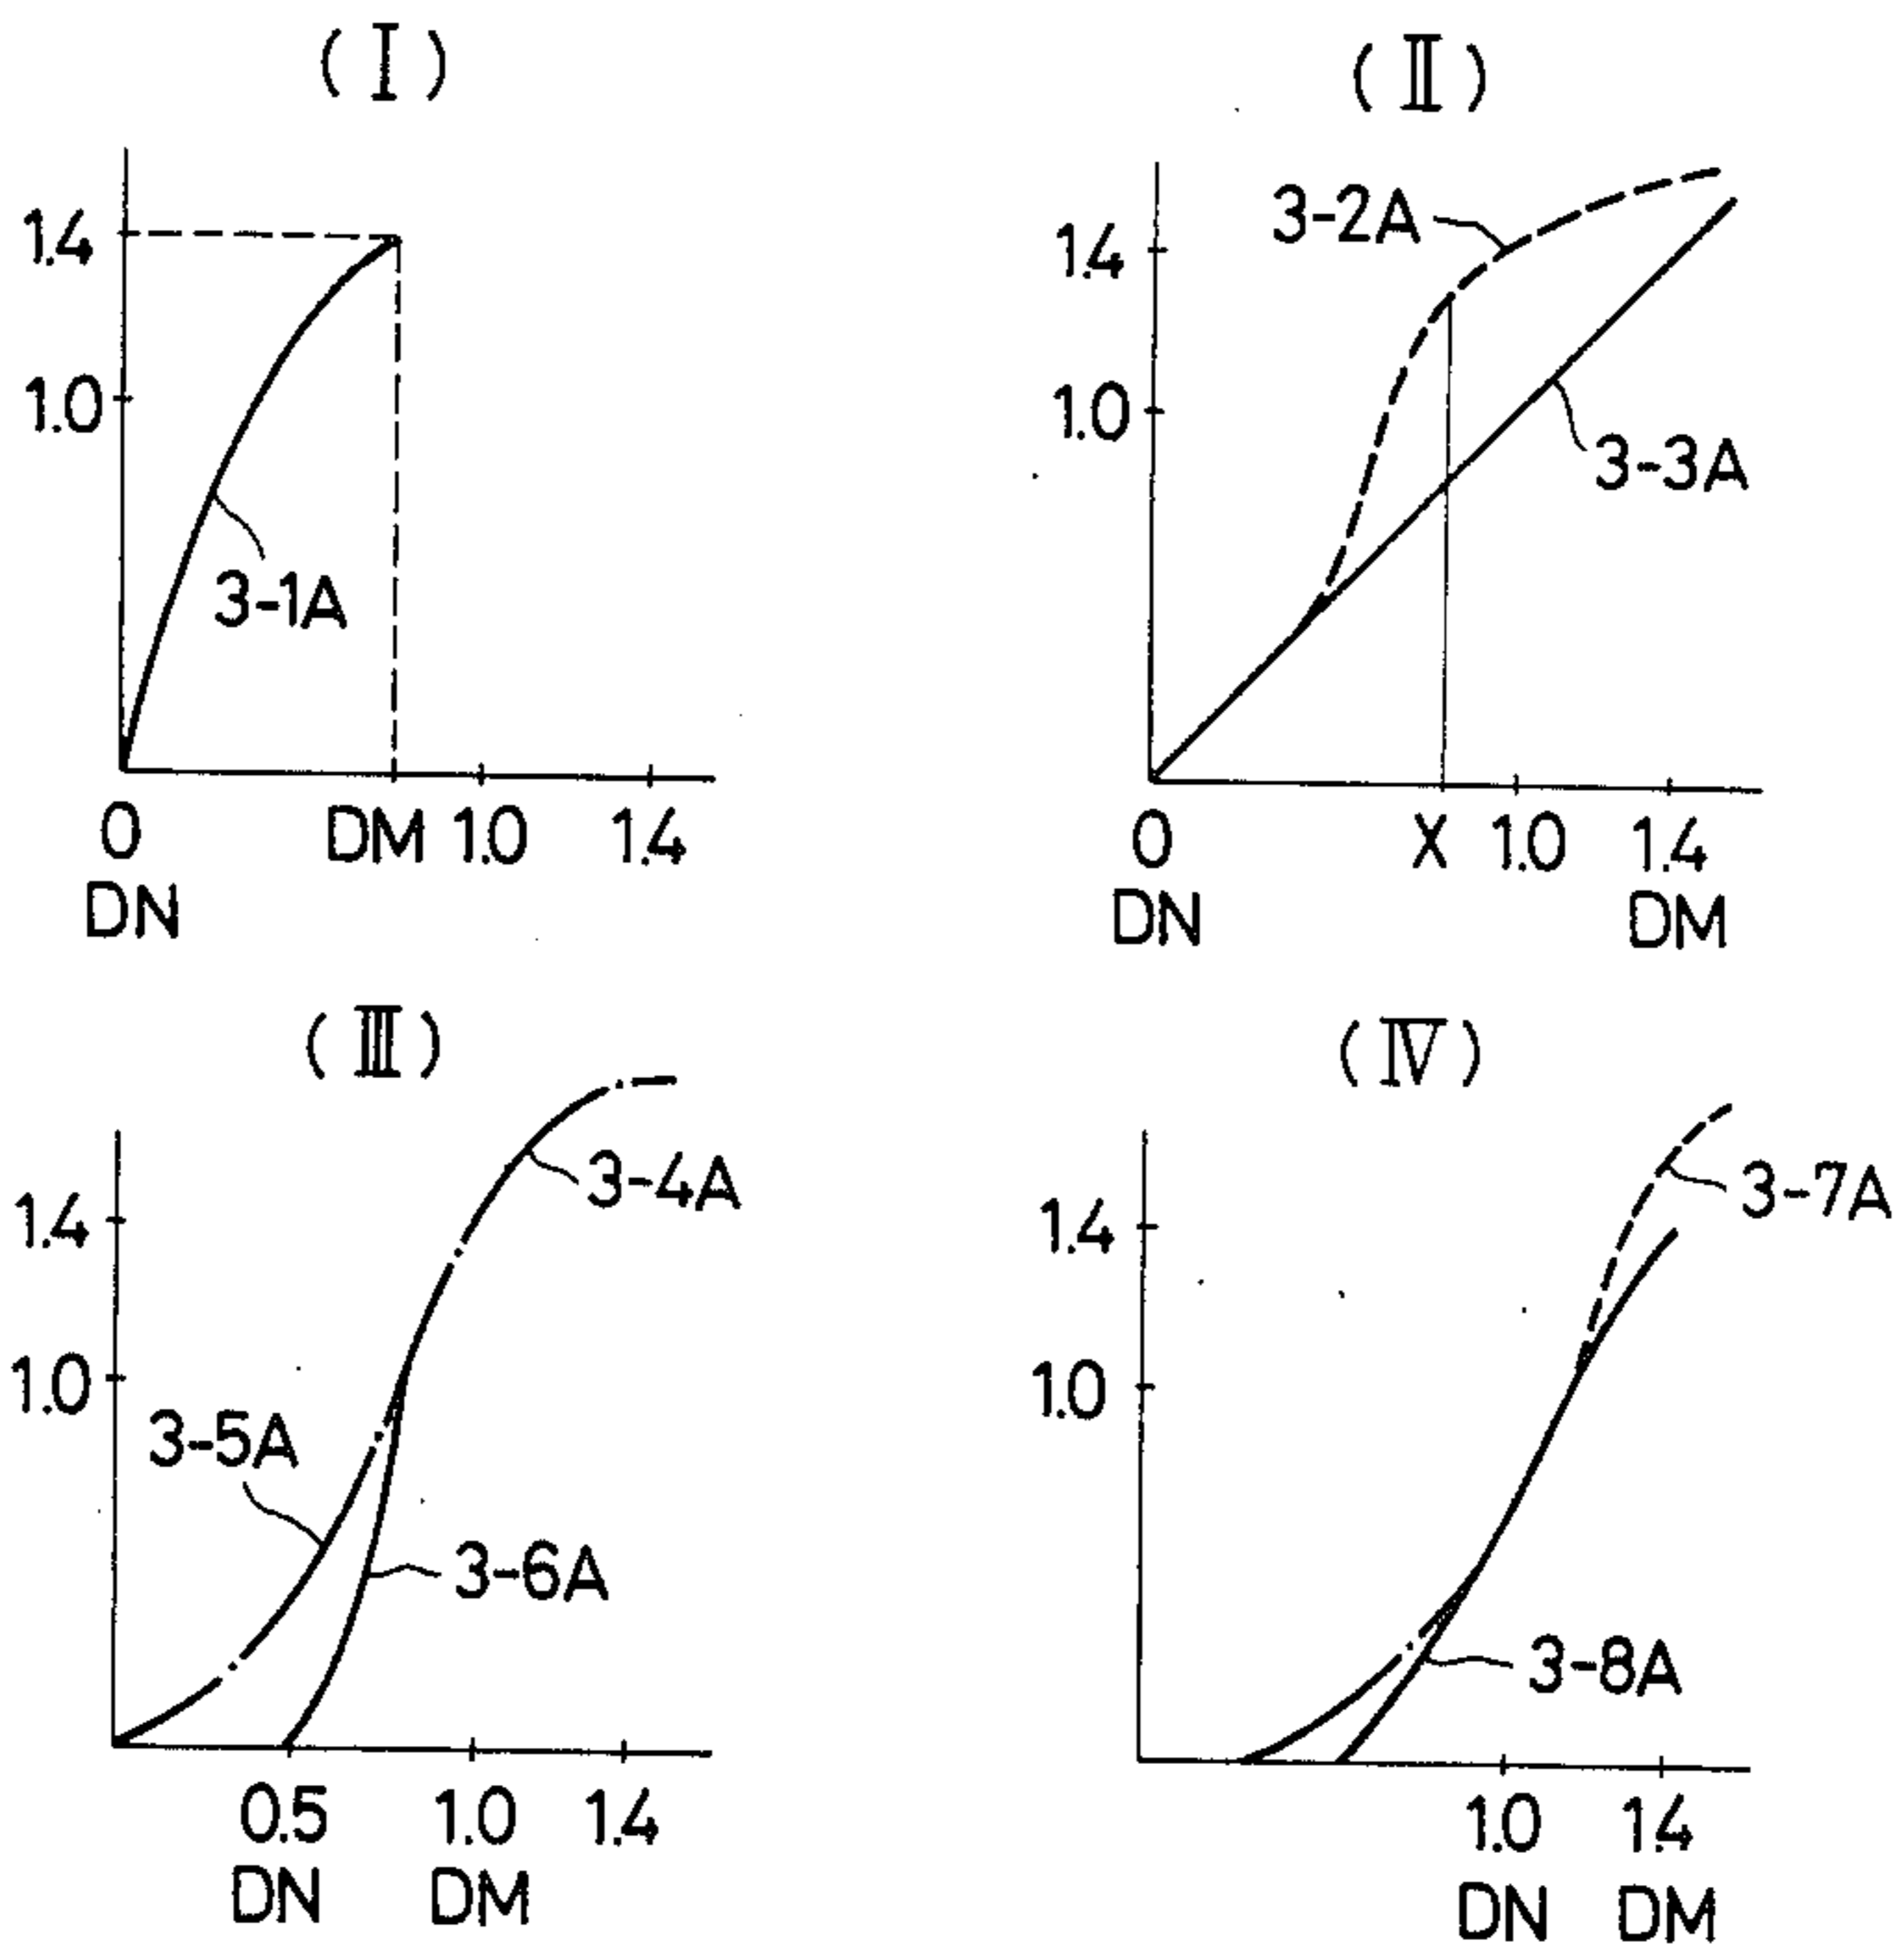 (I)
1.4
1.0
3-1A
0 DM 1.0 1.4
DN
(II)
3-2A
1.4
1.0
3-3A
0 X 1.0 1.4
DN DM
(III)
3-4A
1.4
1.0
3-5A
3-6A
0.5 1.0 1.4
DN DM
(IV)
3-7A
1.4
1.0
3-8A
1.0 1.4
DN DM